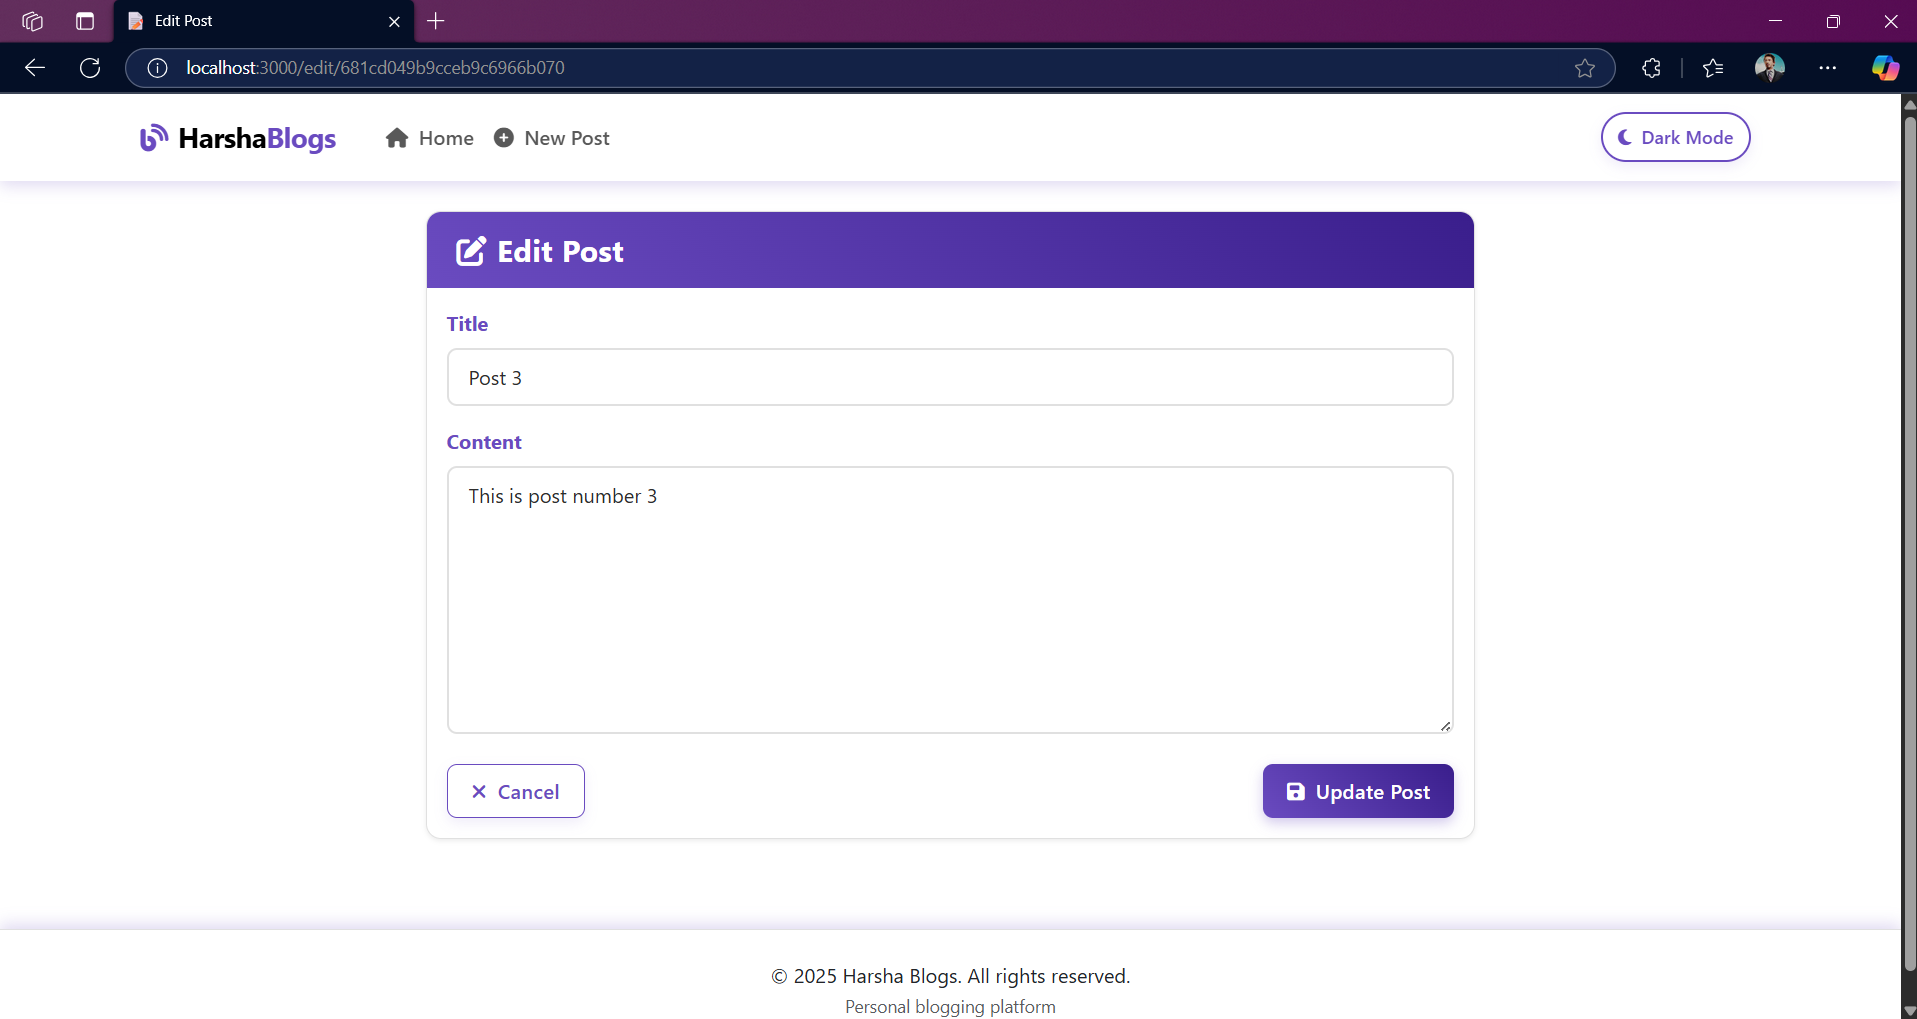 Edit Post
localhost:3000/edit/681cd049b9cceb9c6966b070
HarshaBlogs Home New Post Dark Mode
Edit Post
Title
Post 3
Content
This is post number 3
Cancel Update Post
© 2025 Harsha Blogs. All rights reserved.
Personal blogging platform